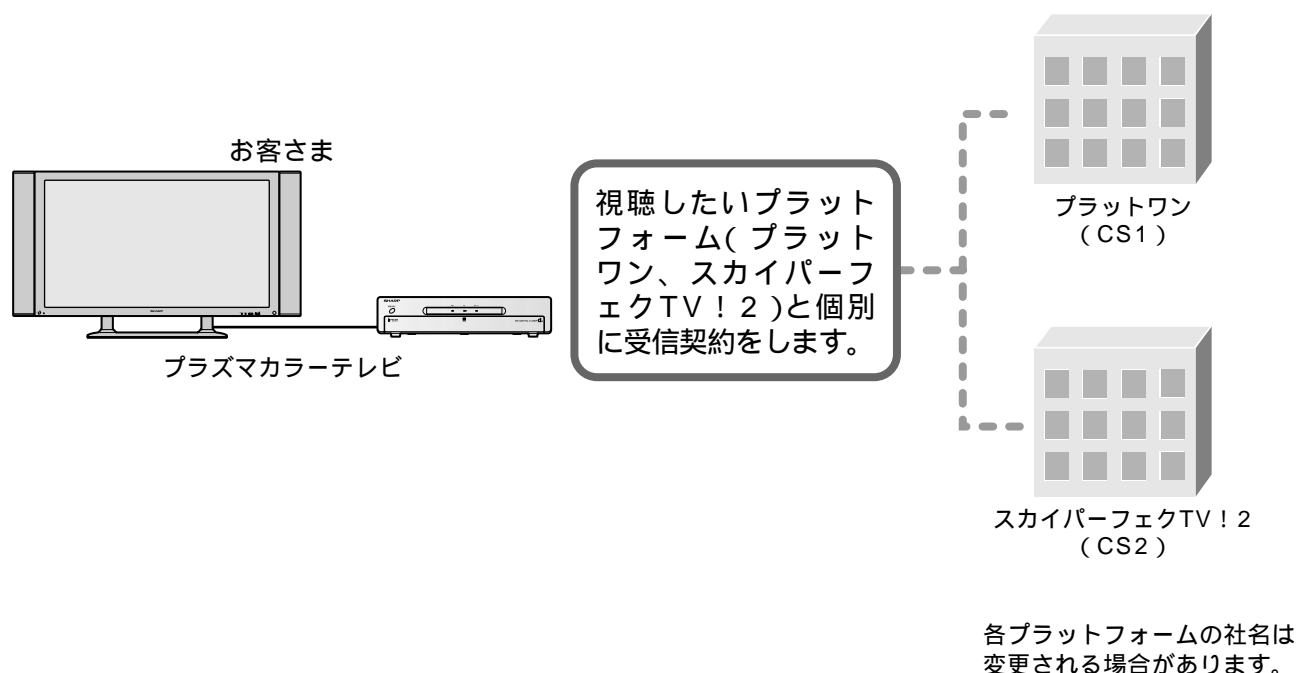 お客さま
SHARP
SHARP
プラズマカラーテレビ
視聴したいプラット
フォーム(プラット
ワン、スカイパーフ
ェクTV！2)と個別
に受信契約をします。
プラットワン
(CS1)
スカイパーフェクTV！2
(CS2)
各プラットフォームの社名は
変更される場合があります。